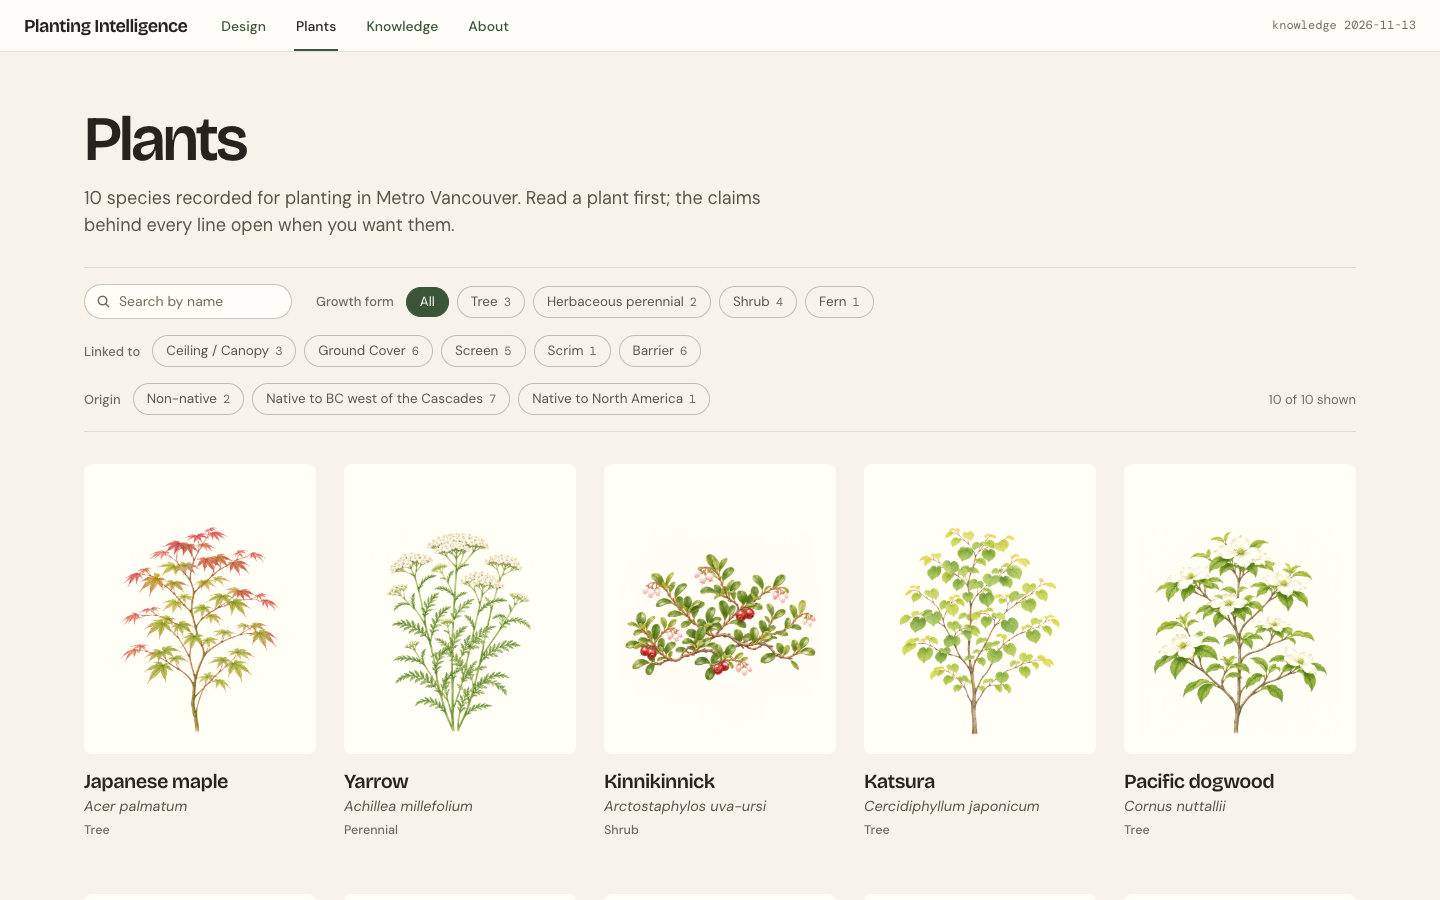 Planting Intelligence Design Plants Knowledge About knowledge 2026-11-13
Plants
10 species recorded for planting in Metro Vancouver. Read a plant first; the claims
behind every line open when you want them.
Search by name Growth form All Tree 3 Herbaceous perennial 2 Shrub 4 Fern 1
Linked to Ceiling / Canopy 3 Ground Cover 6 Screen 5 Scrim 1 Barrier 6
Origin Non-native 2 Native to BC west of the Cascades 7 Native to North America 1 10 of 10 shown
Japanese maple Yarrow Kinnikinnick Katsura Pacific dogwood
Acer palmatum Achillea millefolium Arctostaphylos uva-ursi Cercidiphyllum japonicum Cornus nuttallii
Tree Perennial Shrub Tree Tree